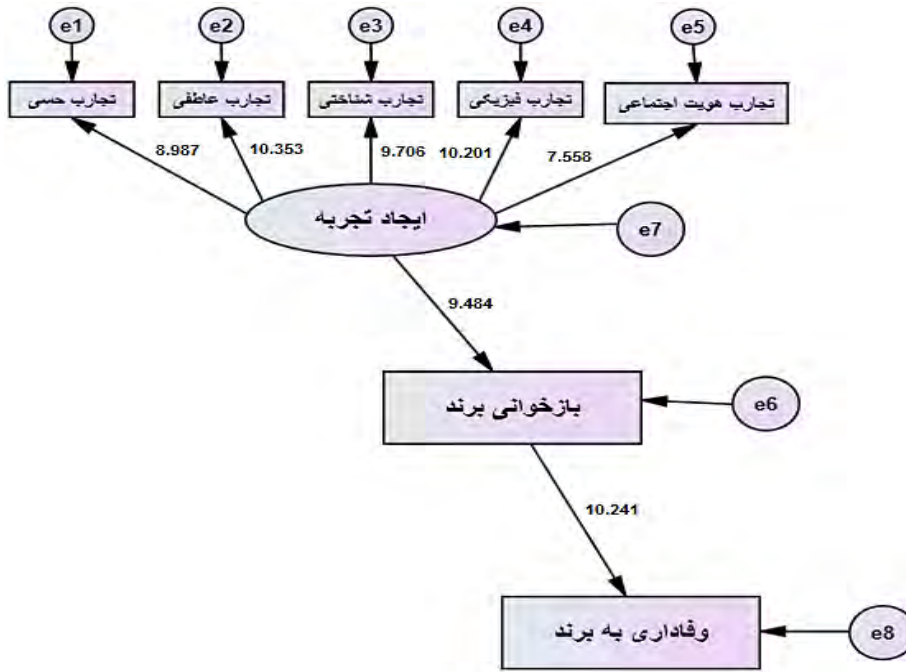 e1
e2
e3
e4
e5
تجارب حسی
تجارب عاطفی
تجارب شناختی
تجارب فیزیکی
تجارب هویت اجتماعی
8.987
10.353
9.706
10.201
7.558
ایجاد تجربه
e7
9.484
بازخوانی برند
e6
10.241
وفاداری به برند
e8